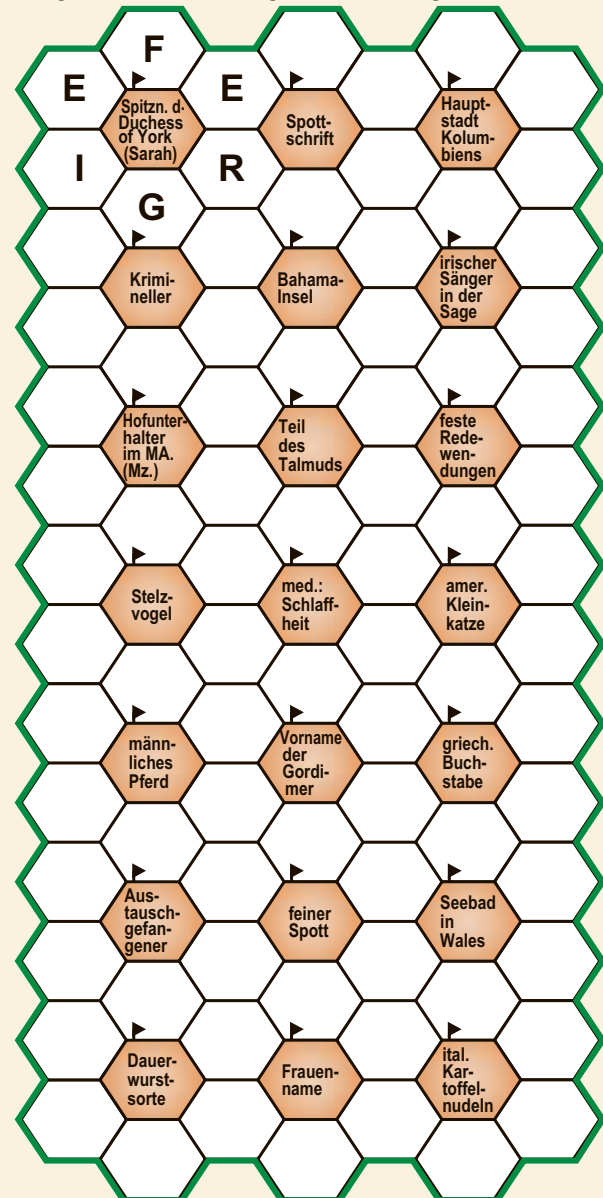 F
E
E
Spitzn. d.
Duchess
of York
(Sarah)
Spott-
schrift
Haupt-
stadt
Kolum-
biens
I
R
G
Krimi-
neller
Bahama-
Insel
irischer
Sänger
in der
Sage
Hofunter-
halter
im MA.
(Mz.)
Teil
des
Talmuds
feste
Rede-
wen-
dungen
Stelz-
vogel
med.:
Schlaff-
heit
amer.
Klein-
katze
männ-
liches
Pferd
Vorname
der
Gordi-
mer
griech.
Buch-
stabe
Aus-
tausch-
gefan-
gener
feiner
Spott
Seebad
in
Wales
Dauer-
wurst-
sorte
Frauen-
name
ital.
Kar-
toffel-
nudeln